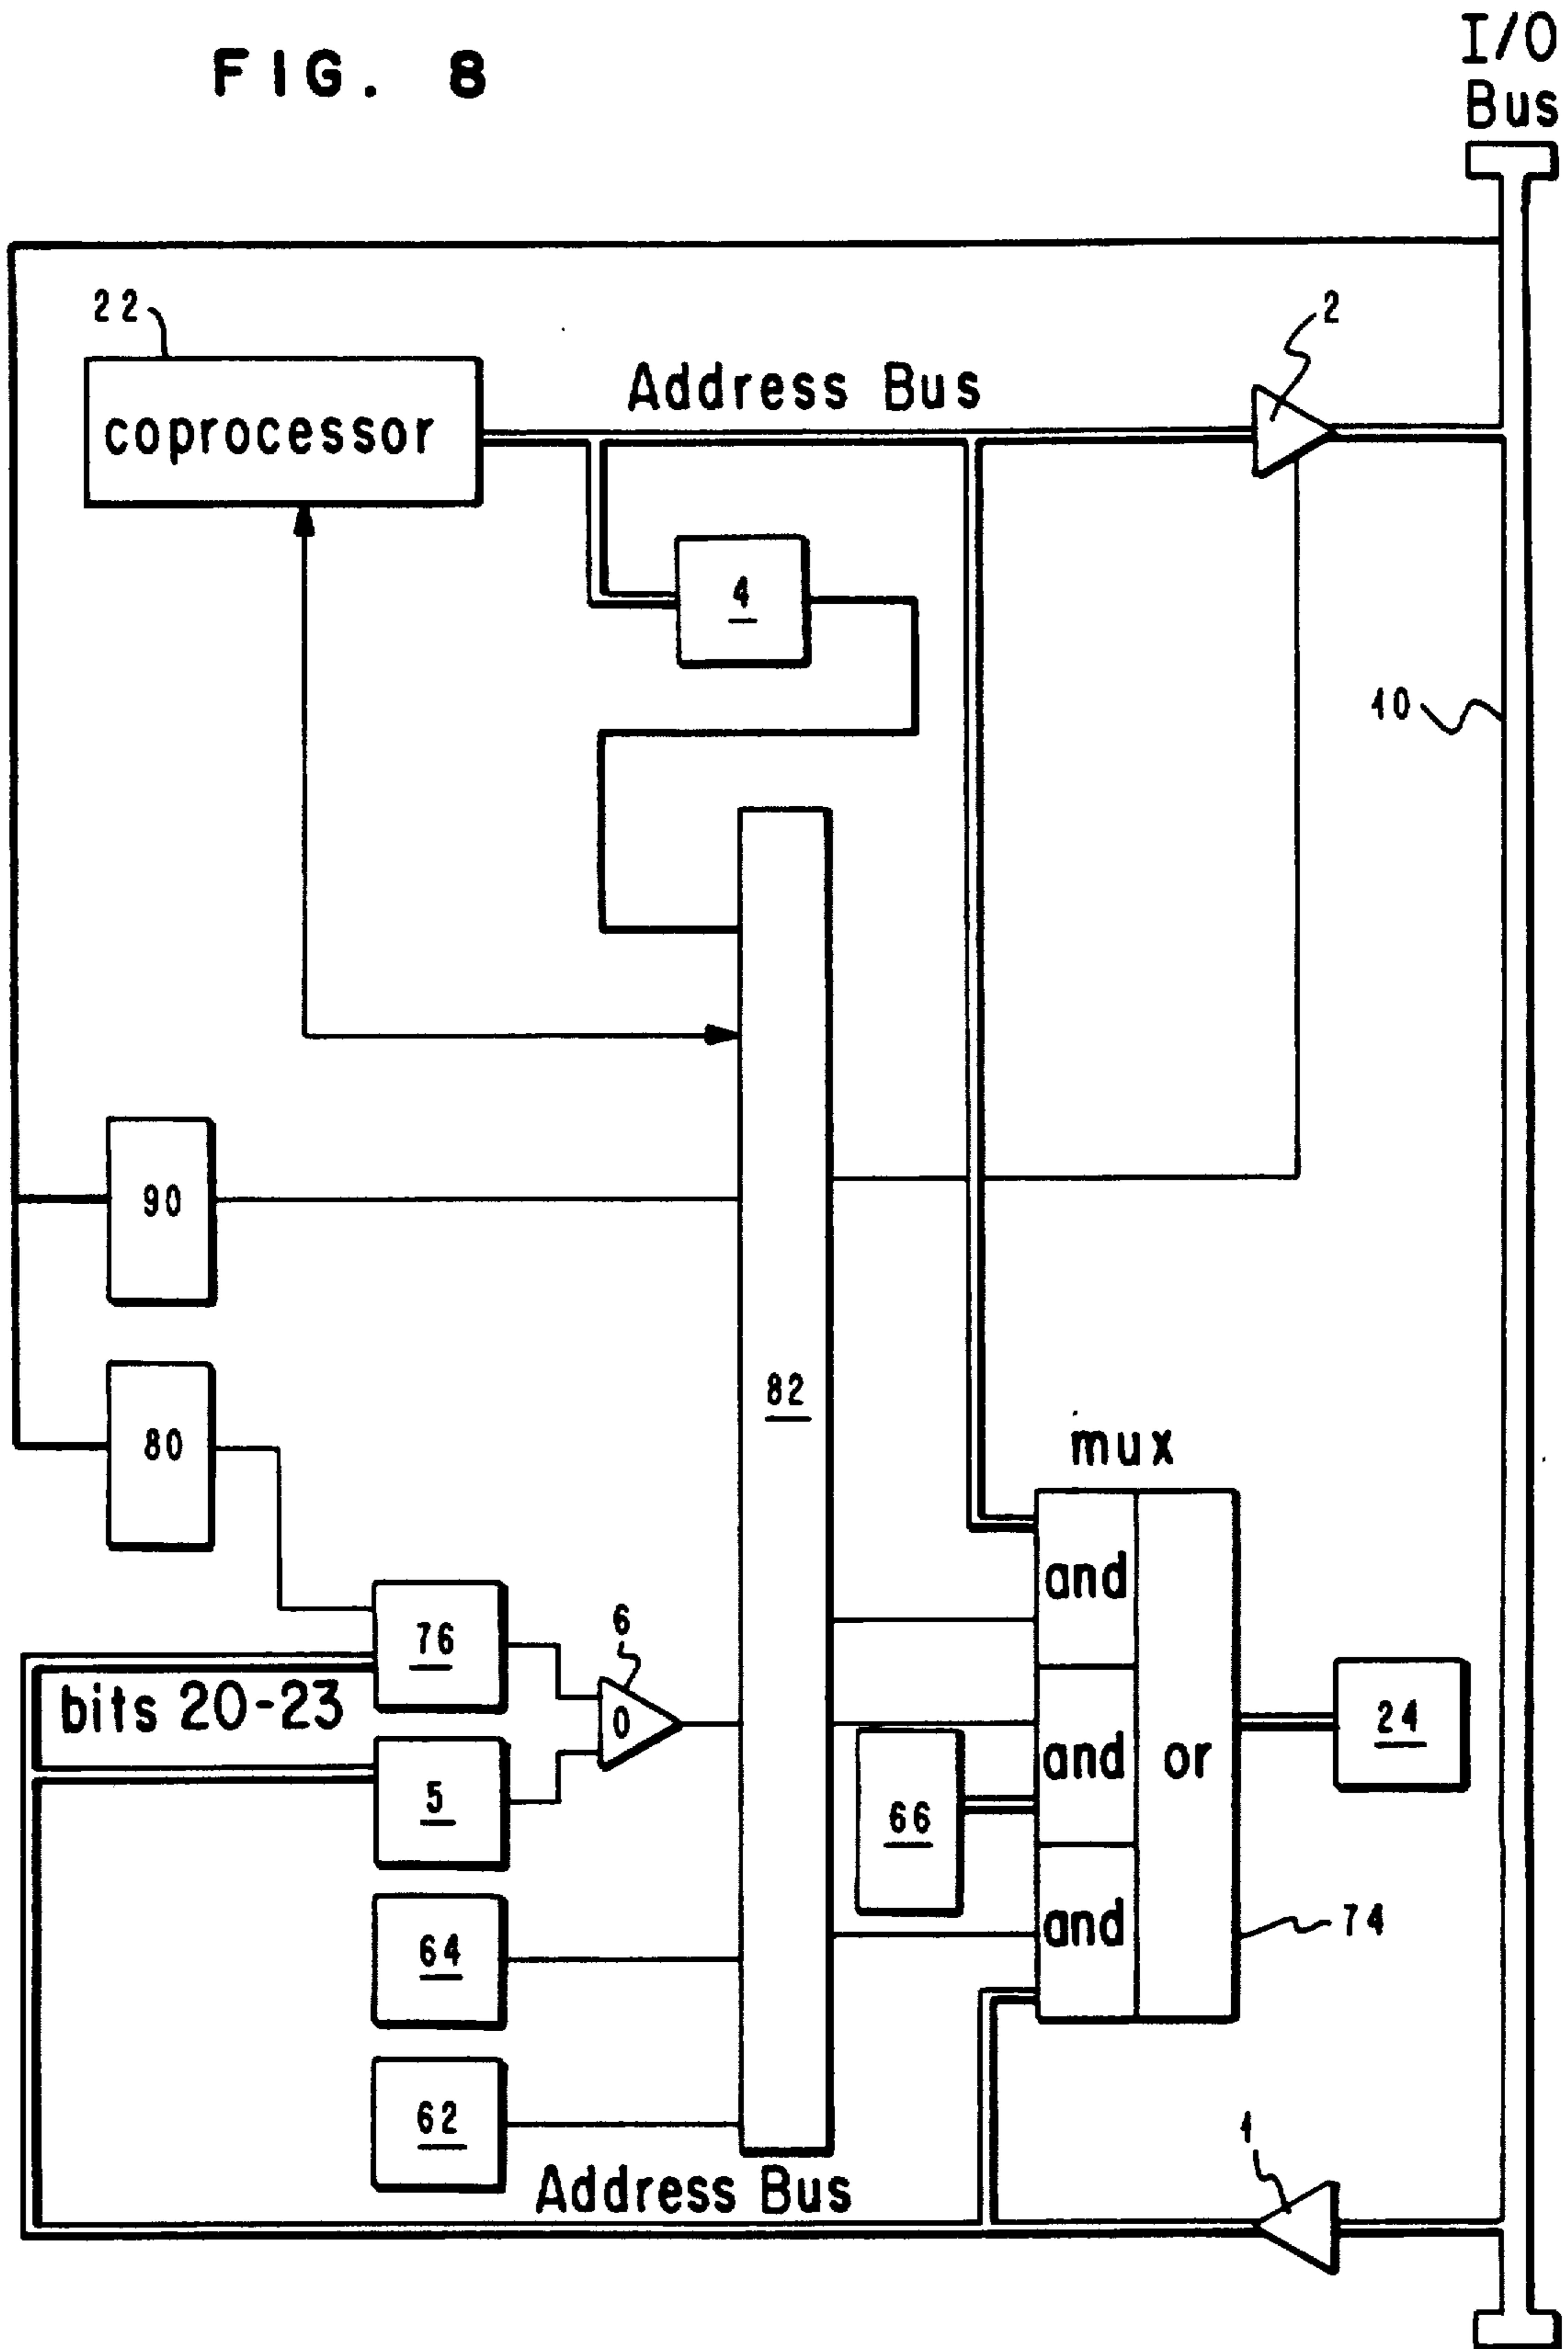 FIG. 8
I/O
Bus
22
2
Address Bus
coprocessor
4
10
90
82
80
mux
and
76
6
bits 20-23
0
24
and
or
5
66
64
and
74
62
1
Address Bus